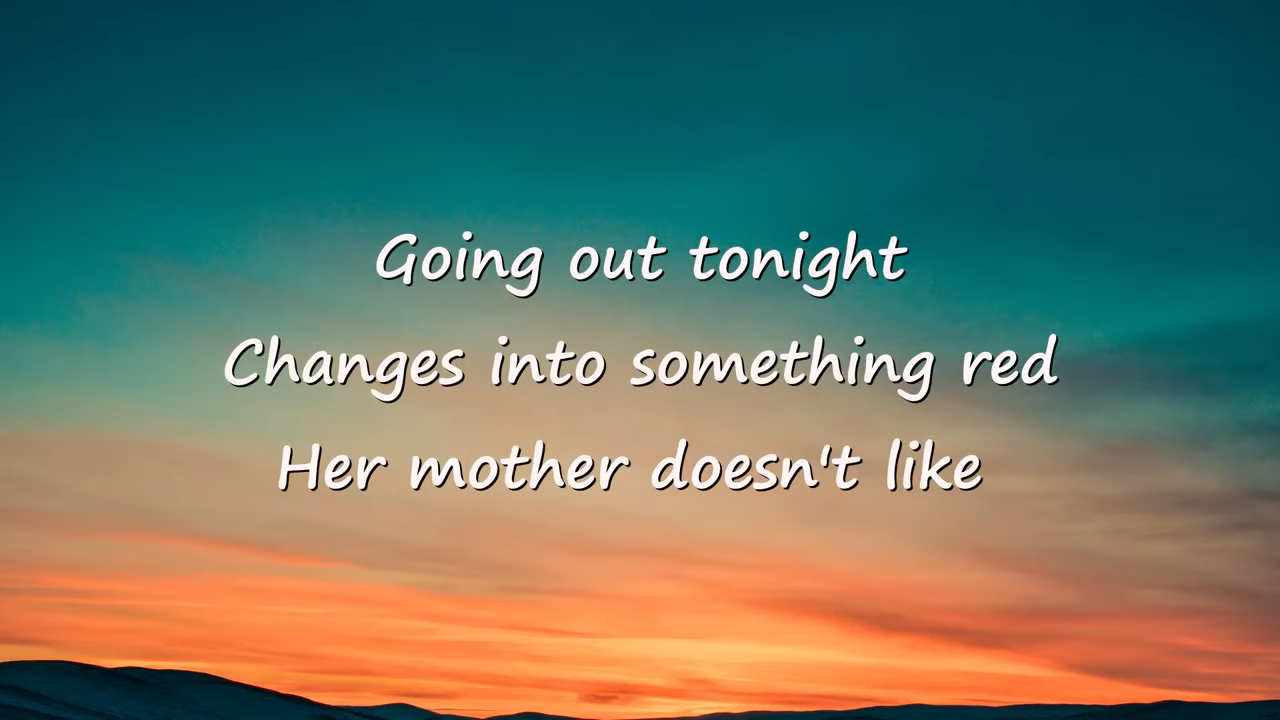 Going out tonight
Changes into something red
Her mother doesn't like